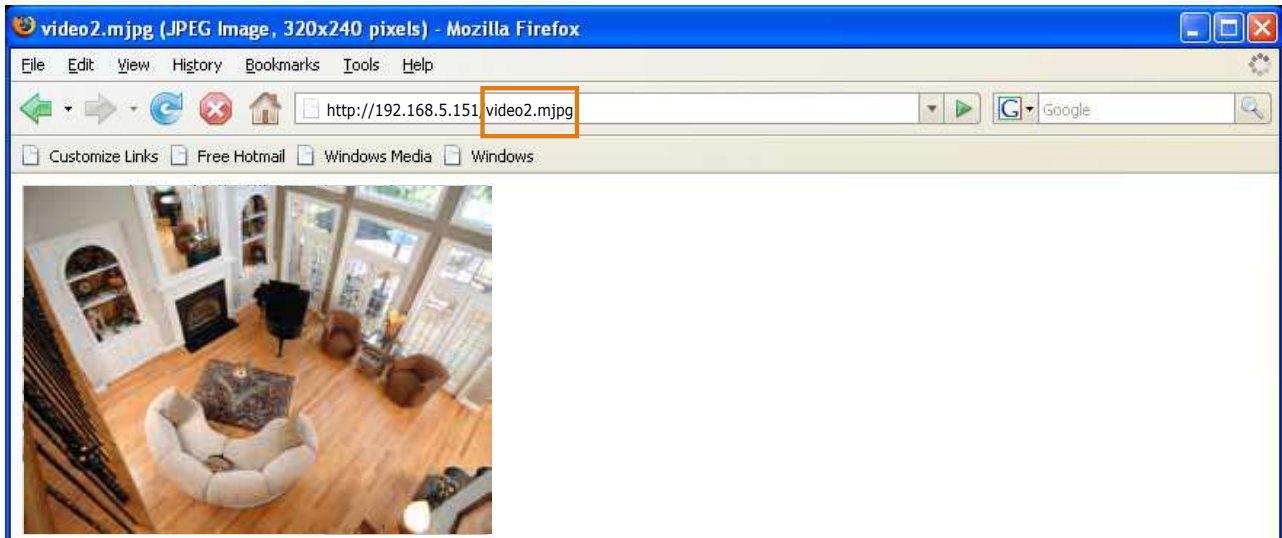 video2.mjpg (JPEG Image, 320x240 pixels) - Mozilla Firefox
File Edit View History Bookmarks Tools Help
http://192.168.5.151/video2.mjpg
G Google
Customize Links Free Hotmail Windows Media Windows